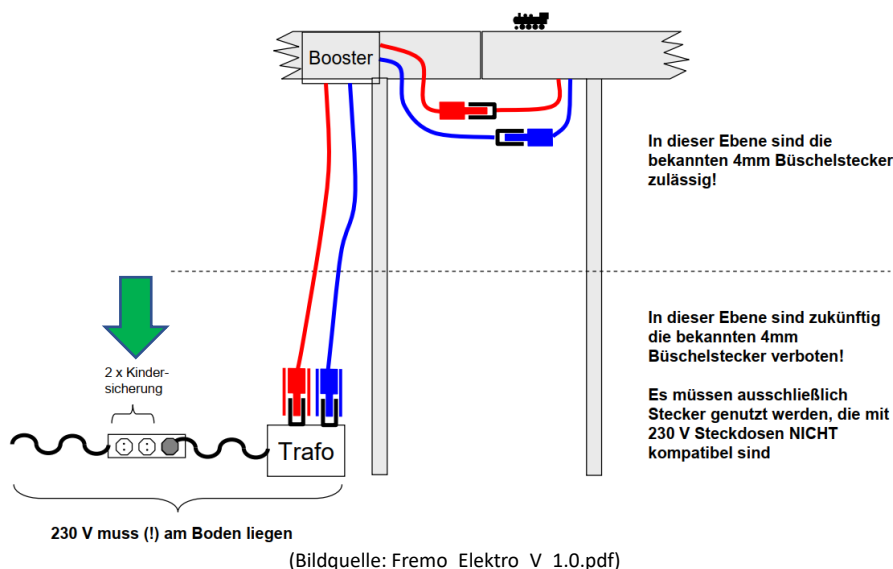 Booster
In dieser Ebene sind die
bekannten 4mm Büschelstecker
zulässig!
In dieser Ebene sind zukünftig
die bekannten 4mm
Büschelstecker verboten!
Es müssen ausschließlich
Stecker genutzt werden, die mit
230 V Steckdosen NICHT
kompatibel sind
2 x Kinder-
sicherung
Trafo
230 V muss (!) am Boden liegen
(Bildquelle: Fremo_Elektro_V_1.0.pdf)